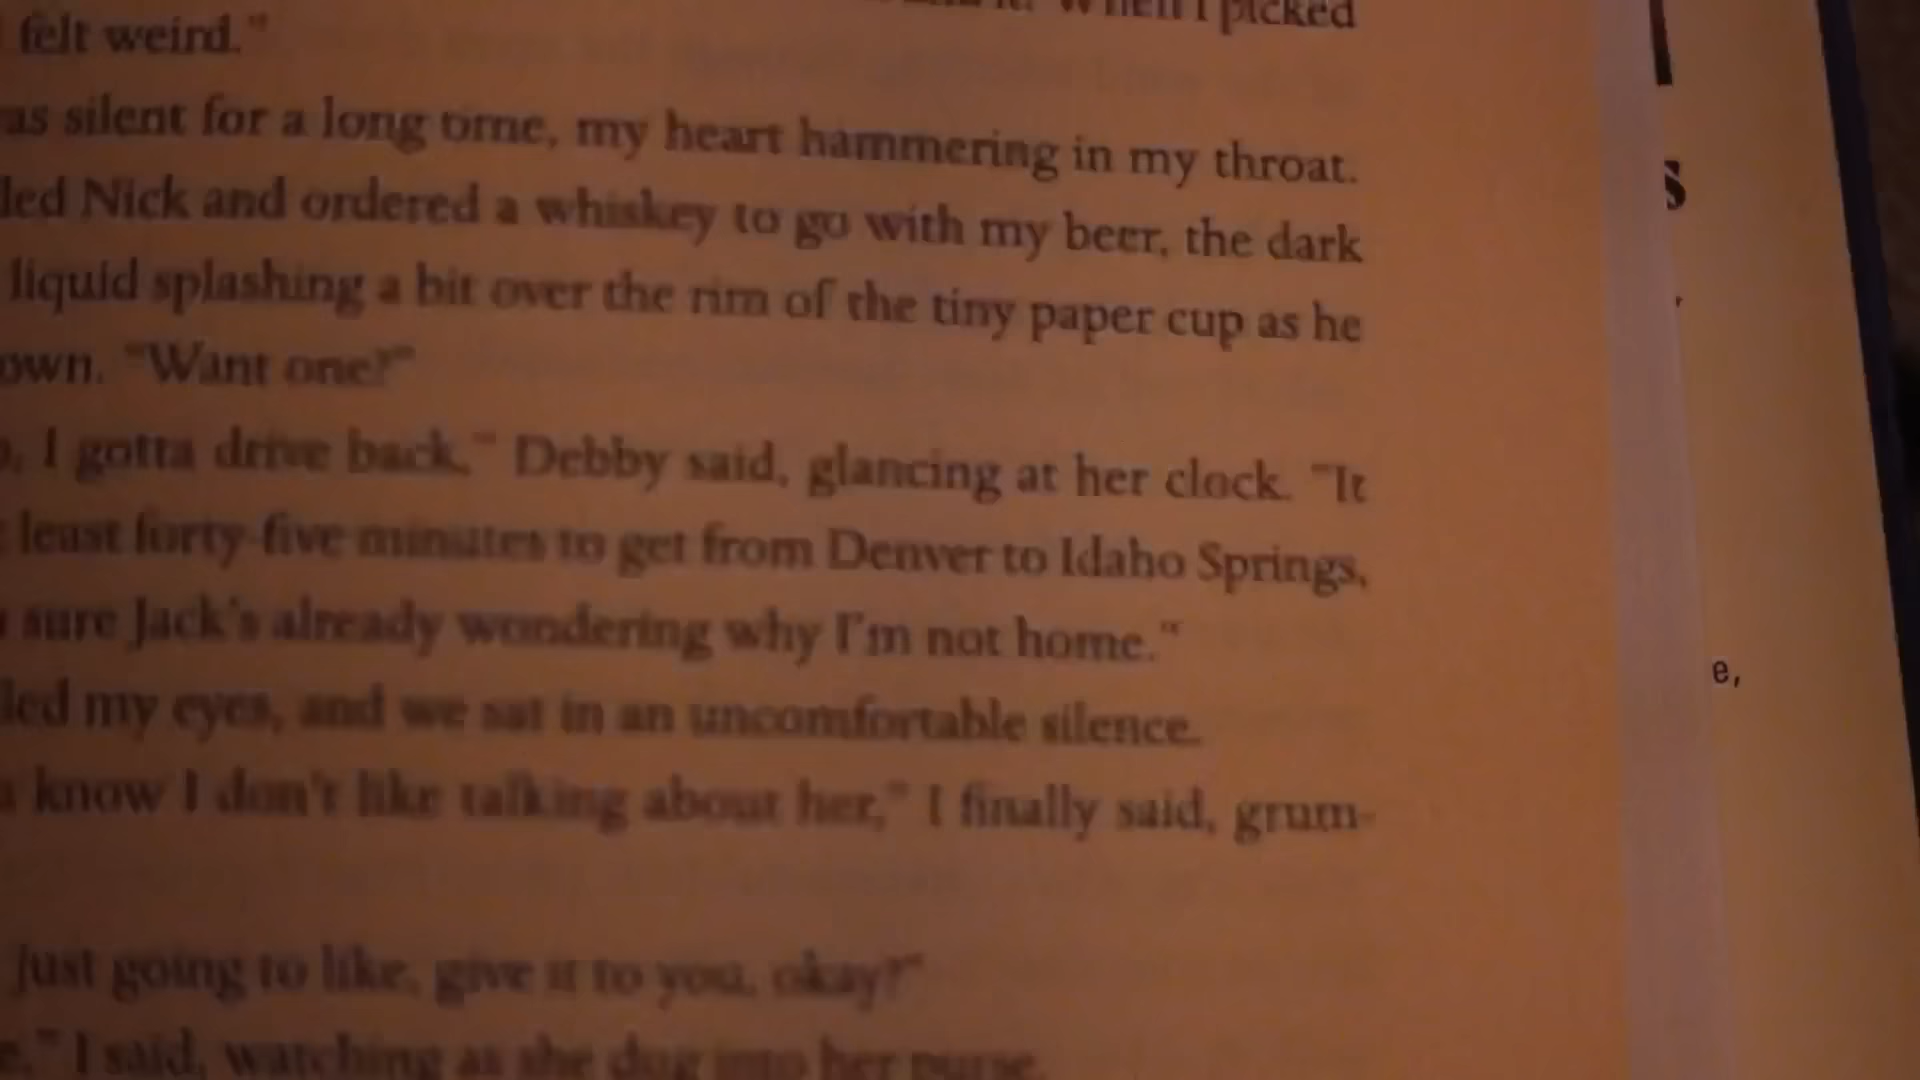 When I picked
felt weird."
as silent for a long time, my heart hammering in my throat.
led Nick and ordered a whiskey to go with my beer, the dark
liquid splashing a bit over the rim of the tiny paper cup as he
own. "Want one?"
I gotta drive back," Debby said, glancing at her clock. "It
least forty-five minutes to get from Denver to Idaho Springs,
sure Jack's already wondering why I'm not home."
led my eyes, and we sat in an uncomfortable silence.
know I don't like talking about her," I finally said, grum-
just going to like, give it to you, okay?"
e," I said, watching as she dug into her purse.
s
e,